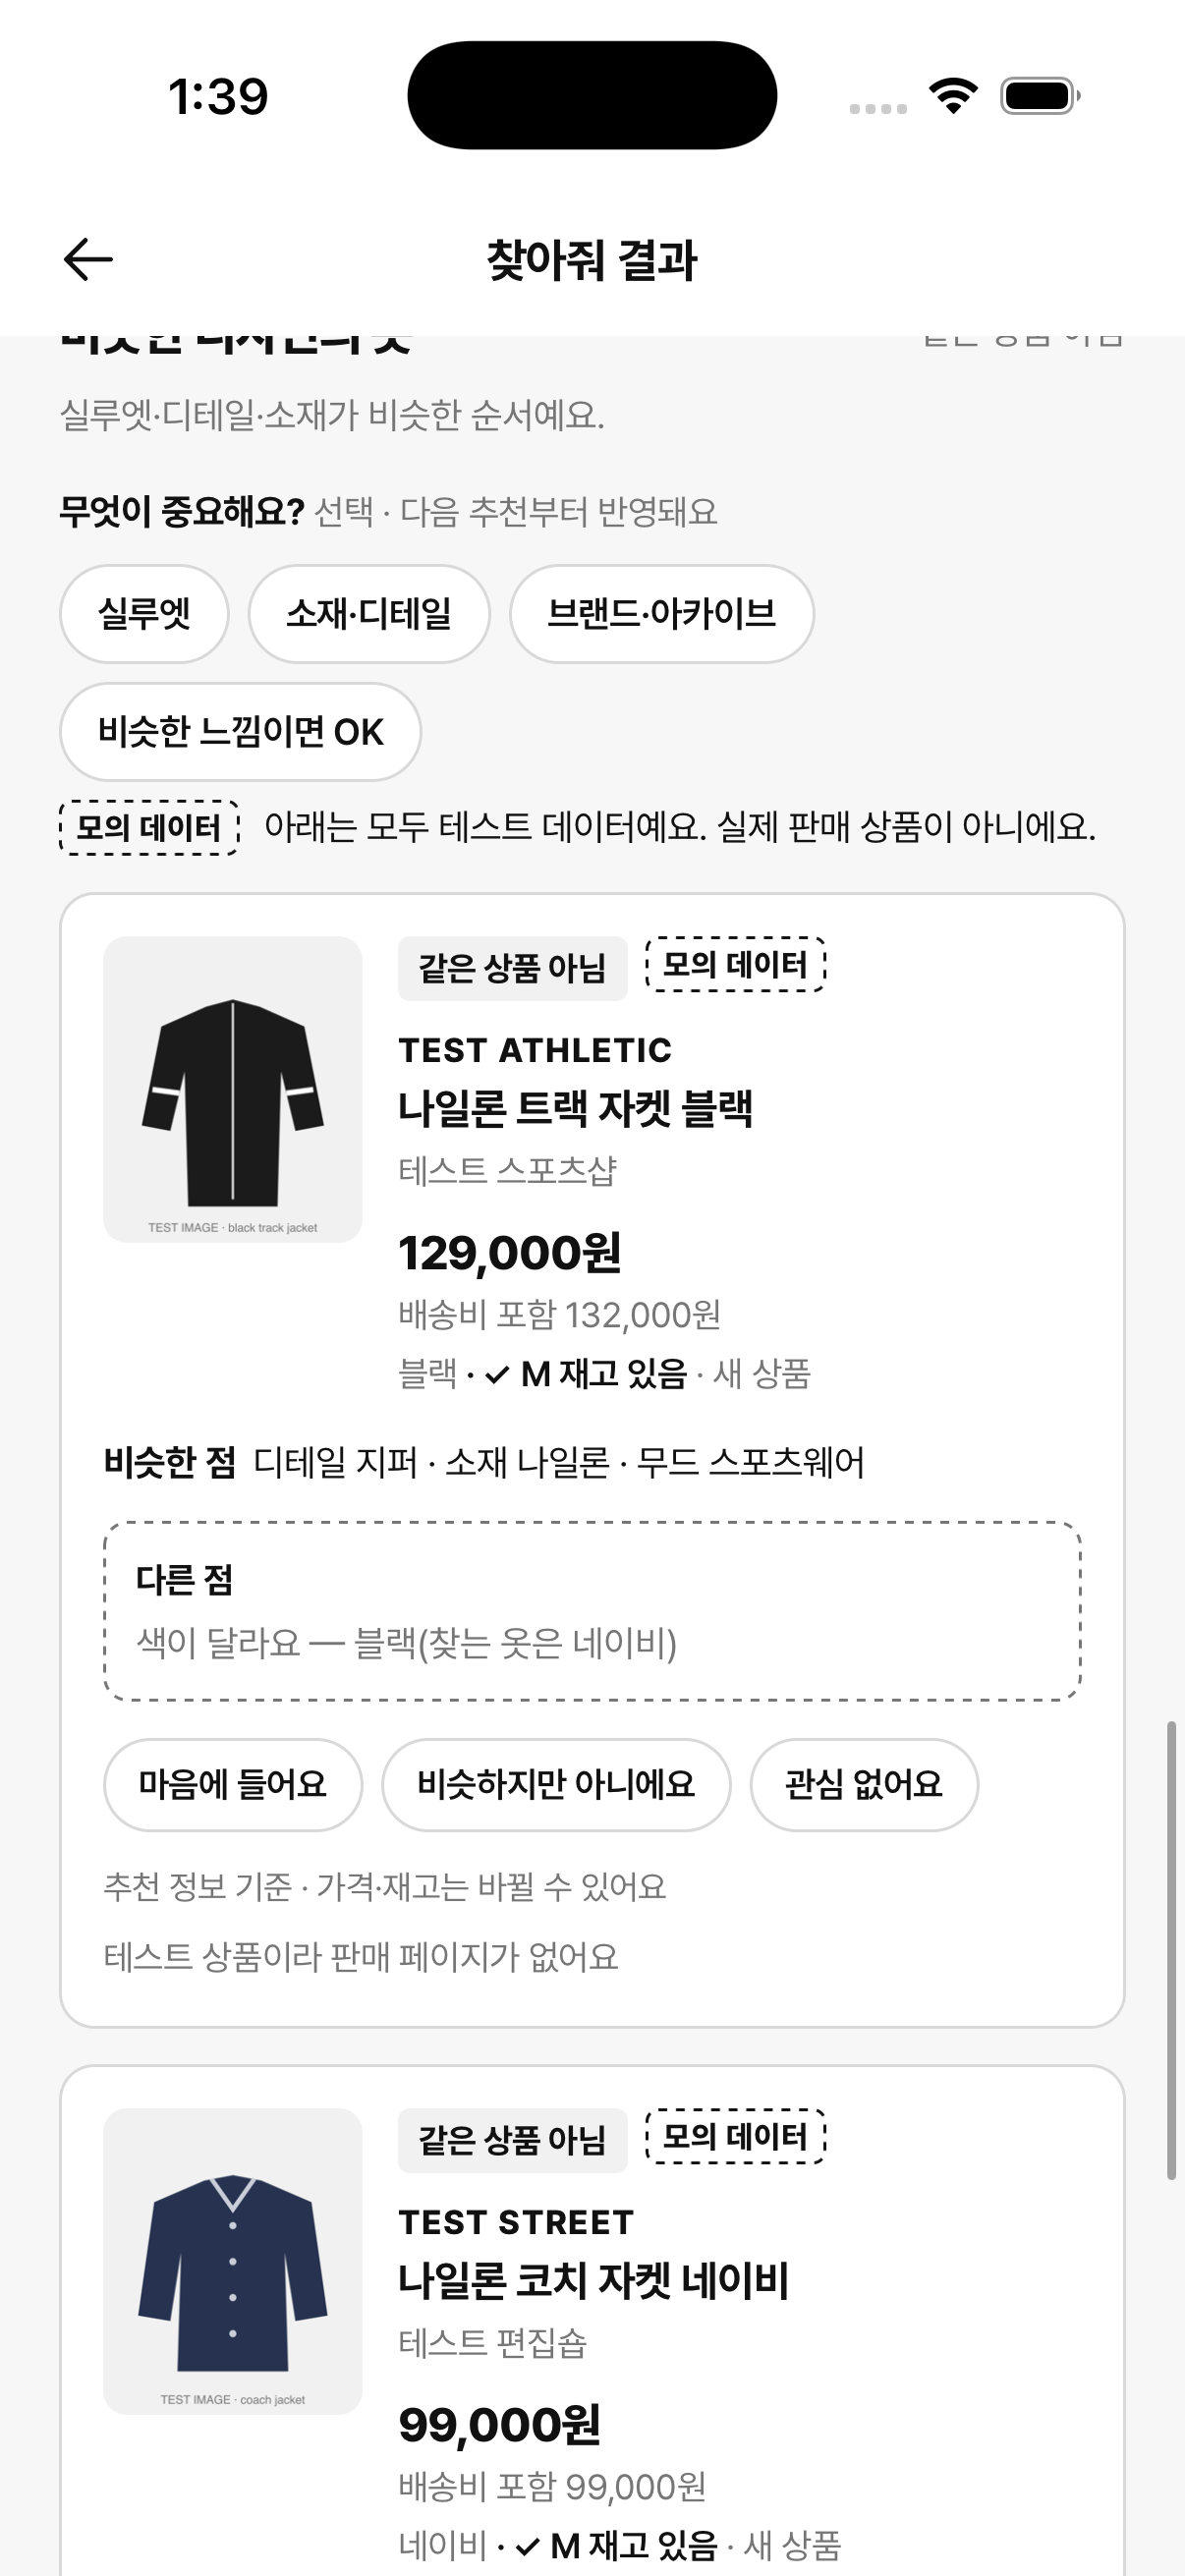 1:39
찾아줘 결과
실루엣·디테일·소재가 비슷한 순서예요.
무엇이 중요해요? 선택 · 다음 추천부터 반영돼요
실루엣
소재·디테일
브랜드·아카이브
비슷한 느낌이면 OK
모의 데이터 아래는 모두 테스트 데이터예요. 실제 판매 상품이 아니에요.
같은 상품 아님
모의 데이터
TEST ATHLETIC
나일론 트랙 자켓 블랙
테스트 스포츠샵
129,000원
배송비 포함 132,000원
블랙 · ✓ M 재고 있음 · 새 상품
TEST IMAGE · black track jacket
비슷한 점 디테일 지퍼 · 소재 나일론 · 무드 스포츠웨어
다른 점
색이 달라요 — 블랙(찾는 옷은 네이비)
마음에 들어요
비슷하지만 아니에요
관심 없어요
추천 정보 기준 · 가격·재고는 바뀔 수 있어요
테스트 상품이라 판매 페이지가 없어요
같은 상품 아님
모의 데이터
TEST STREET
나일론 코치 자켓 네이비
테스트 편집숍
99,000원
배송비 포함 99,000원
네이비 · ✓ M 재고 있음 · 새 상품
TEST IMAGE · coach jacket